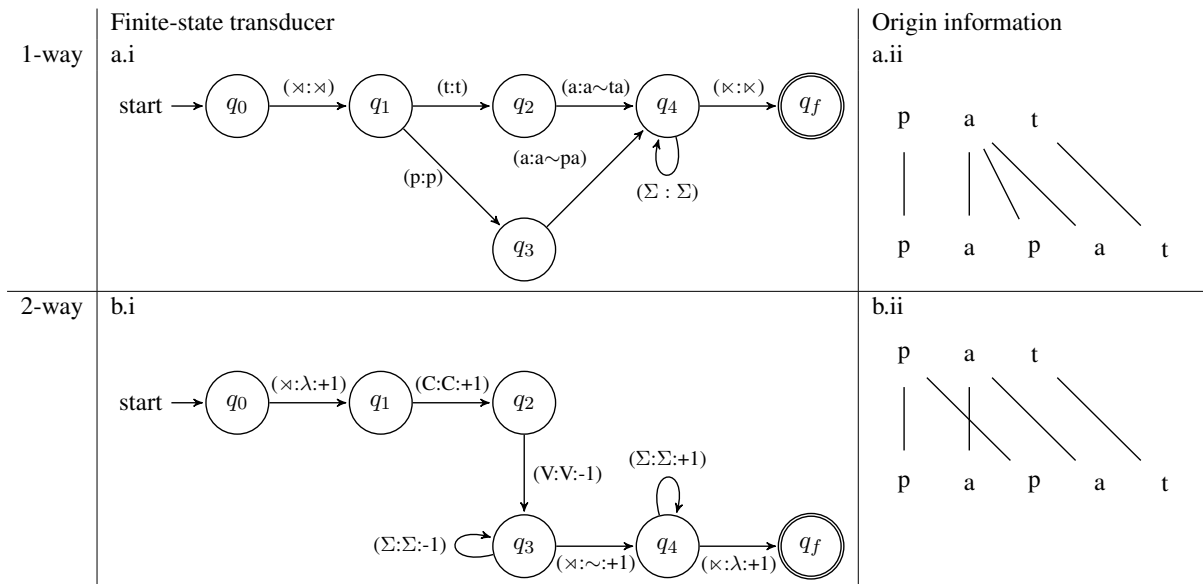 Finite-state transducer Origin information
1-way a.i a.ii
start q0 (⋊:⋊) q1 (t:t) q2 (a:a~ta) q4 (⋉:⋉) qf
(p:p) (a:a~pa) (Σ : Σ)
q3
p a t
p a p a t
2-way b.i b.ii
start q0 (⋊:λ:+1) q1 (C:C:+1) q2
(V:V:-1) (Σ:Σ:+1)
(Σ:Σ:-1) q3 (⋊:~:+1) q4 (⋉:λ:+1) qf
p a t
p a p a t